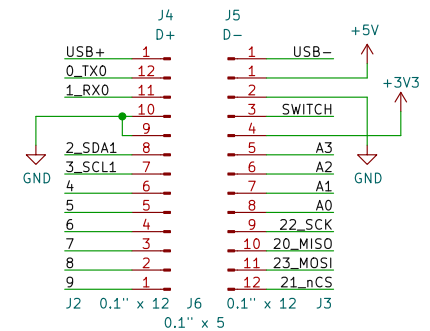 J4 J5
D+ D-
+5V
USB+ 1 1 USB-
0_TX0 12 1
+3V3
1_RX0 11 2
10 3 SWITCH
9 4
2_SDA1 8 5 A3
3_SCL1 7 6 A2
GND GND
4 6 7 A1
5 5 8 A0
6 4 9 22_SCK
7 3 10 20_MISO
8 2 11 23_MOSI
9 1 12 21_nCS
J2 0.1" x 12 J6 0.1" x 12 J3
0.1" x 5